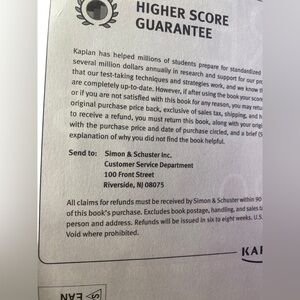 HIGHER SCORE
GUARANTEE
Kaplan has helped millions of students prepare for standardized
several million dollars annually in research and support for our pro
that our test-taking techniques and strategies work, and we know th
are completely up-to-date. However, if after using the book your score
or if you are not satisfied with this book for any reason, you may retu
original purchase price back, exclusive of sales tax, shipping, and h
to receive a refund, you must return this book, along with your origi
with the purchase price and date of purchase circled, and a brief (5
explanation of why you did not find the book helpful.
Send to: Simon & Schuster Inc.
Customer Service Department
100 Front Street
Riverside, NJ 08075
All claims for refunds must be received by Simon & Schuster within 90
of this book's purchase. Excludes book postage, handling, and sales t
person and address. Refunds will be issued in six to eight weeks. U.S.
Void where prohibited.
KAP
EAN